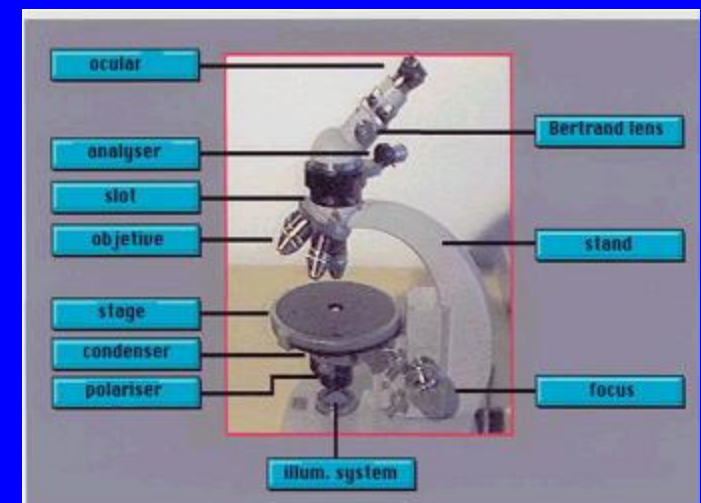 ocular
Bertrand lens
analyser
slot
objetive
stand
stage
condenser
polariser
focus
illum. system